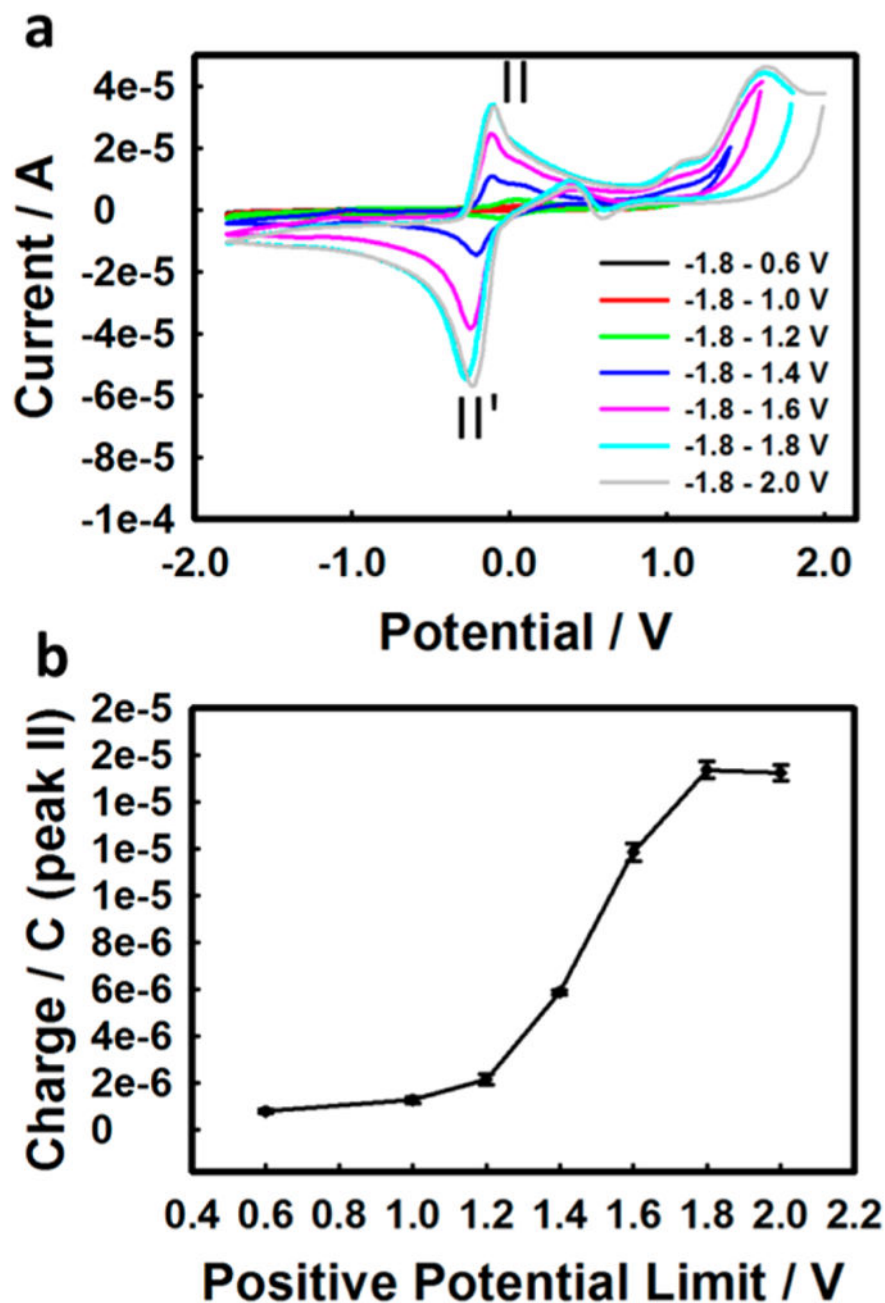 a
4e-5
2e-5
0
-2e-5
-4e-5
-6e-5
-8e-5
-1e-4
Current / A
II
II'
-1.8 - 0.6 V
-1.8 - 1.0 V
-1.8 - 1.2 V
-1.8 - 1.4 V
-1.8 - 1.6 V
-1.8 - 1.8 V
-1.8 - 2.0 V
-2.0 -1.0 0.0 1.0 2.0
Potential / V
b
2e-5
2e-5
1e-5
1e-5
1e-5
8e-6
6e-6
4e-6
2e-6
0
Charge / C (peak II)
0.4 0.6 0.8 1.0 1.2 1.4 1.6 1.8 2.0 2.2
Positive Potential Limit / V